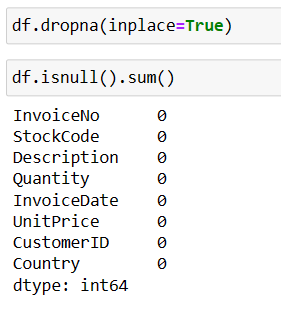 df.dropna(inplace=True)
df.isnull().sum()
InvoiceNo 0
StockCode 0
Description 0
Quantity 0
InvoiceDate 0
UnitPrice 0
CustomerID 0
Country 0
dtype: int64